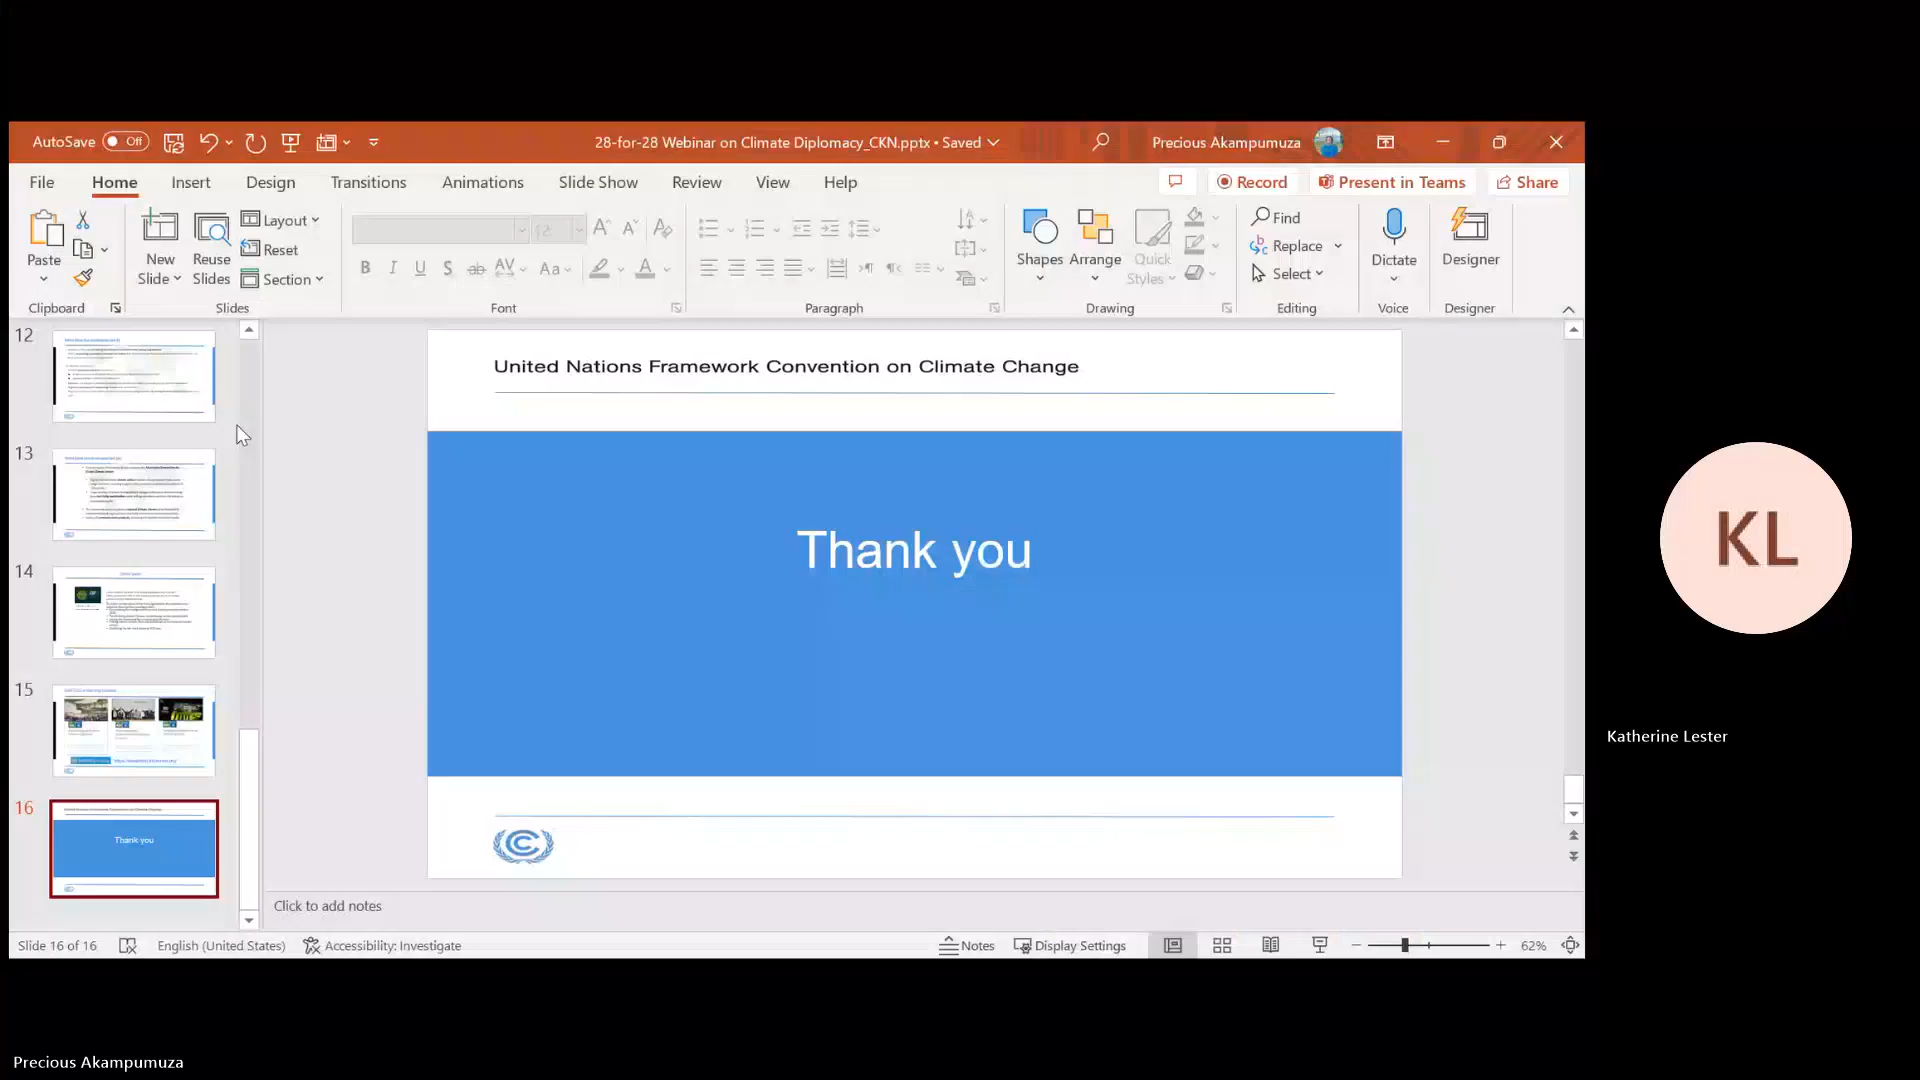 AutoSave Off
28-for-28 Webinar on Climate Diplomacy_CKN.pptx • Saved
Precious Akampumuza
File Home Insert Design Transitions Animations Slide Show Review View Help
Record Present in Teams Share
Paste
New Slide
Reuse Slides
Layout
Reset
Section
12
Shapes Arrange Quick Styles
Find
Replace
Select
Dictate
Designer
Clipboard Slides Font Paragraph Drawing Editing Voice Designer
12
13
14
15
16
Thank you
United Nations Framework Convention on Climate Change
Thank you
Click to add notes
Slide 16 of 16 English (United States) Accessibility: Investigate Notes Display Settings 62%
KL
Katherine Lester
Precious Akampumuza